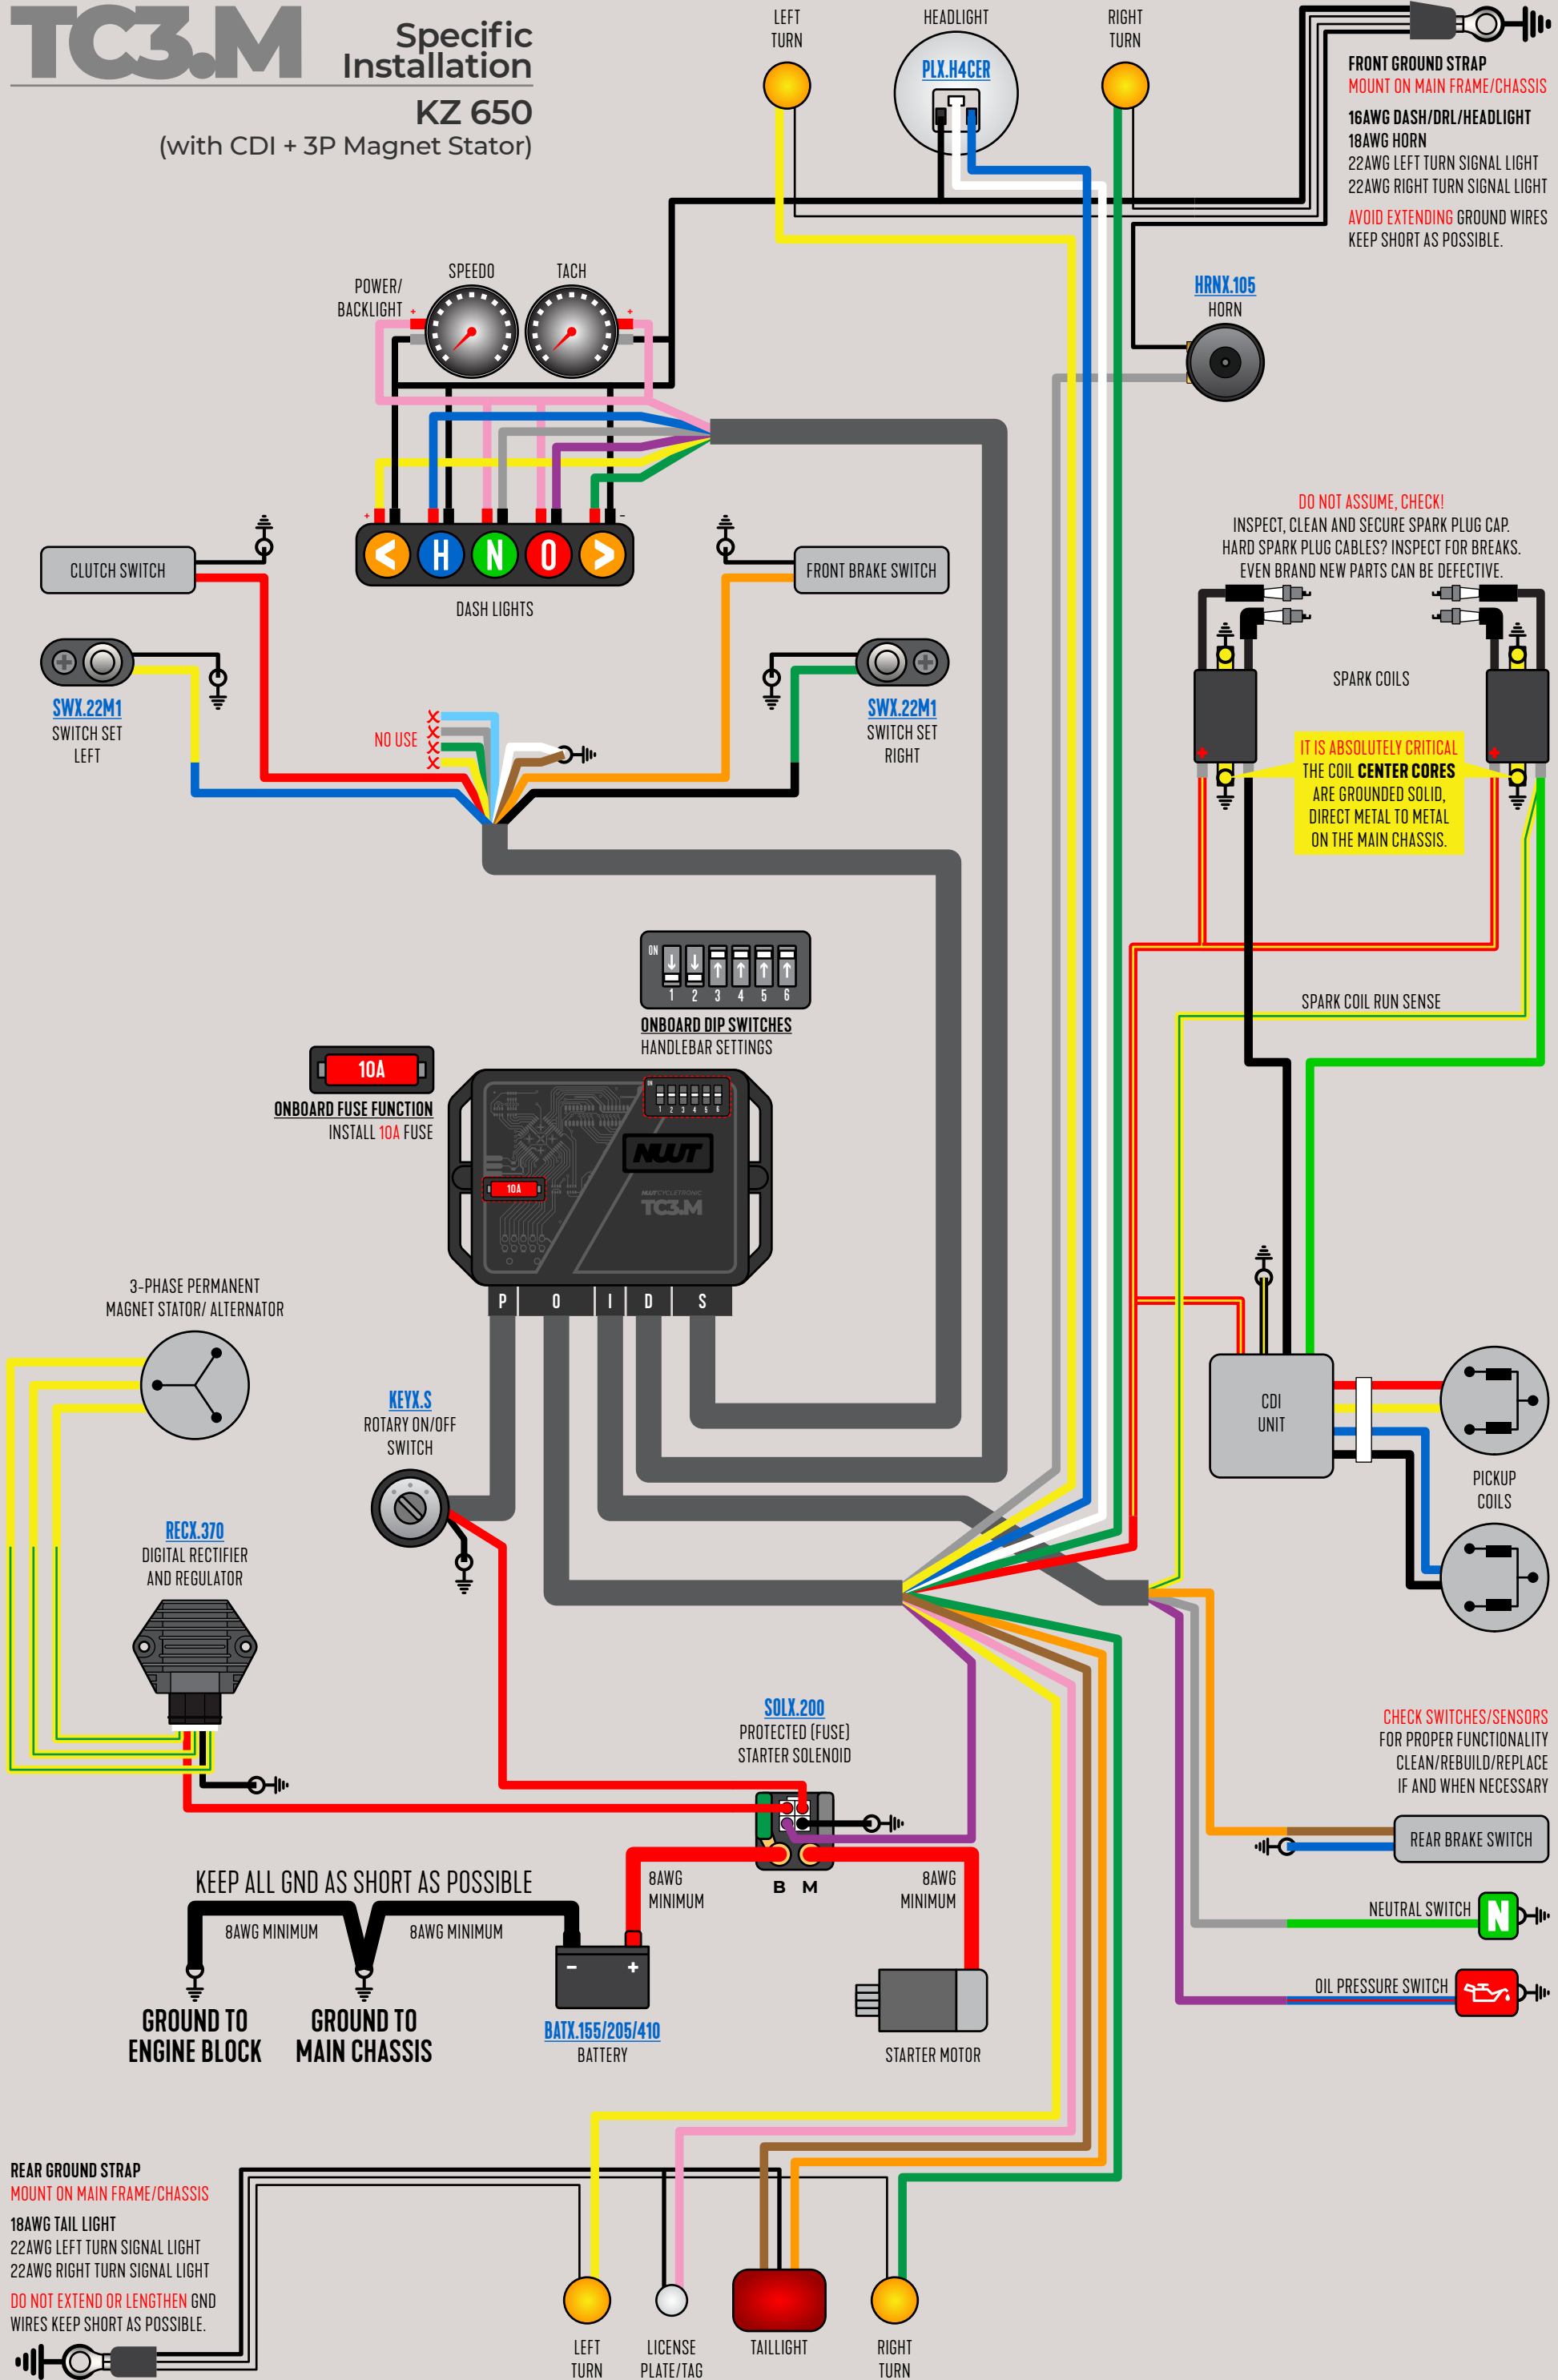 TC3.M
Specific
Installation
KZ 650
(with CDI + 3P Magnet Stator)
LEFT
TURN
HEADLIGHT
PLX.H4CER
RIGHT
TURN
FRONT GROUND STRAP
MOUNT ON MAIN FRAME/CHASSIS
16AWG DASH/DRL/HEADLIGHT
18AWG HORN
22AWG LEFT TURN SIGNAL LIGHT
22AWG RIGHT TURN SIGNAL LIGHT
AVOID EXTENDING GROUND WIRES
KEEP SHORT AS POSSIBLE.
POWER/
BACKLIGHT
SPEEDO
TACH
+
+
HRNX.105
HORN
+
-
< H N O >
DASH LIGHTS
CLUTCH SWITCH
FRONT BRAKE SWITCH
SWX.22M1
SWITCH SET
LEFT
SWX.22M1
SWITCH SET
RIGHT
NO USE
X
X
X
X
DO NOT ASSUME, CHECK!
INSPECT, CLEAN AND SECURE SPARK PLUG CAP.
HARD SPARK PLUG CABLES? INSPECT FOR BREAKS.
EVEN BRAND NEW PARTS CAN BE DEFECTIVE.
SPARK COILS
+
+
IT IS ABSOLUTELY CRITICAL
THE COIL CENTER CORES
ARE GROUNDED SOLID,
DIRECT METAL TO METAL
ON THE MAIN CHASSIS.
ON
1 2 3 4 5 6
ONBOARD DIP SWITCHES
HANDLEBAR SETTINGS
SPARK COIL RUN SENSE
10A
ONBOARD FUSE FUNCTION
INSTALL 10A FUSE
ON
1 2 3 4 5 6
NWT
10A
NWT CYCLETRONIC
TC3.M
P O I D S
3-PHASE PERMANENT
MAGNET STATOR/ ALTERNATOR
KEYX.S
ROTARY ON/OFF
SWITCH
CDI
UNIT
PICKUP
COILS
RECX.370
DIGITAL RECTIFIER
AND REGULATOR
SOLX.200
PROTECTED (FUSE)
STARTER SOLENOID
B M
8AWG
MINIMUM
8AWG
MINIMUM
CHECK SWITCHES/SENSORS
FOR PROPER FUNCTIONALITY
CLEAN/REBUILD/REPLACE
IF AND WHEN NECESSARY
REAR BRAKE SWITCH
NEUTRAL SWITCH
N
OIL PRESSURE SWITCH
KEEP ALL GND AS SHORT AS POSSIBLE
8AWG MINIMUM
8AWG MINIMUM
GROUND TO
ENGINE BLOCK
GROUND TO
MAIN CHASSIS
- +
BATX.155/205/410
BATTERY
STARTER MOTOR
REAR GROUND STRAP
MOUNT ON MAIN FRAME/CHASSIS
18AWG TAIL LIGHT
22AWG LEFT TURN SIGNAL LIGHT
22AWG RIGHT TURN SIGNAL LIGHT
DO NOT EXTEND OR LENGTHEN GND
WIRES KEEP SHORT AS POSSIBLE.
LEFT
TURN
LICENSE
PLATE/TAG
TAILLIGHT
RIGHT
TURN